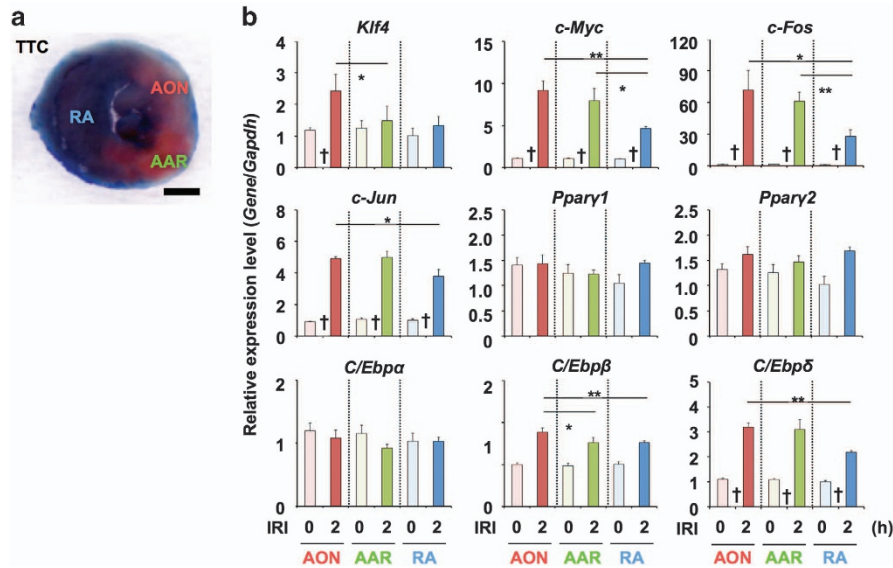 a
TTC
AON
RA
AAR
b
Relative expression level (Gene/Gapdh)
Klf4
4
3
2
1
0
*
†
c-Myc
15
10
5
0
**
*
†
†
†
c-Fos
120
90
60
30
0
*
**
†
†
†
c-Jun
8
6
4
2
0
*
†
†
†
Pparγ1
2.5
2.0
1.5
1.0
0
Pparγ2
2.5
2.0
1.5
1.0
0
C/Ebpα
2
1
0
C/Ebpβ
2
1
0
**
*
C/Ebpδ
5
4
3
2
1
0
**
†
†
†
IRI 0 2 0 2 0 2
AON AAR RA
IRI 0 2 0 2 0 2
AON AAR RA
IRI 0 2 0 2 0 2 (h)
AON AAR RA